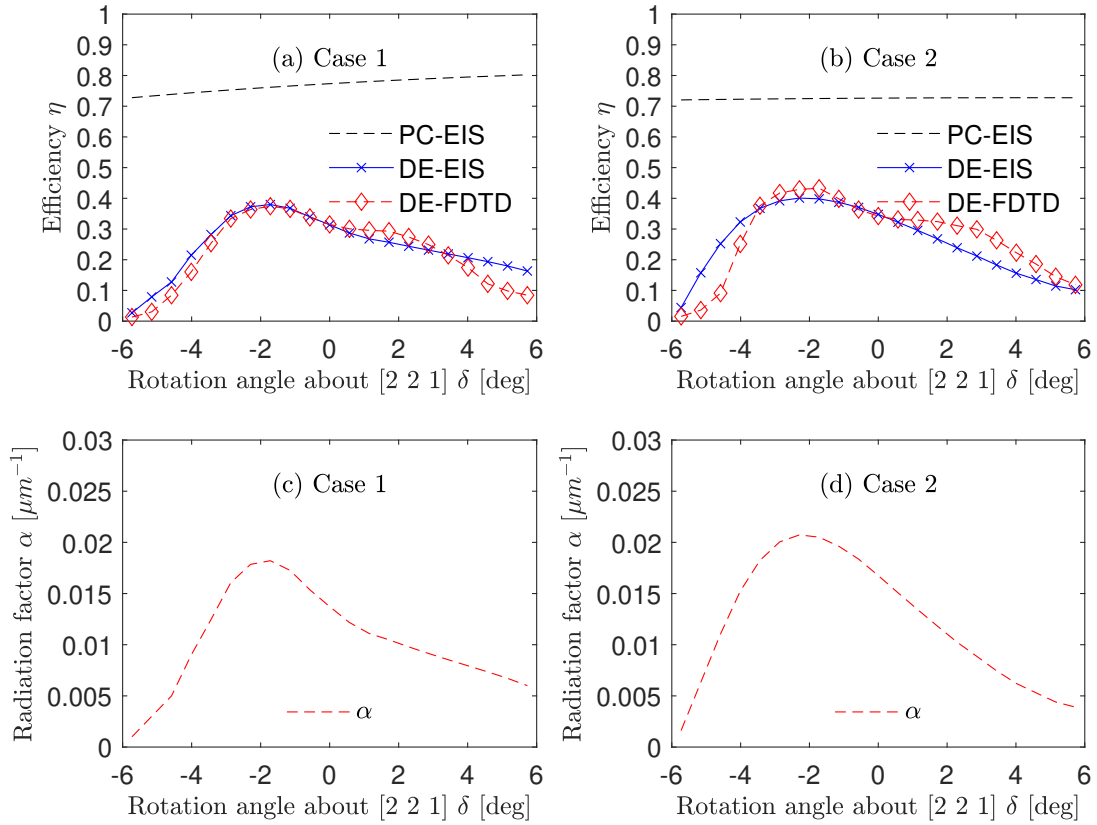 (a) Case 1
Efficiency η
1
0.9
0.8
0.7
0.6
0.5
0.4
0.3
0.2
0.1
0
PC-EIS
DE-EIS
DE-FDTD
-6 -4 -2 0 2 4 6
Rotation angle about [2 2 1] δ [deg]
(b) Case 2
Efficiency η
1
0.9
0.8
0.7
0.6
0.5
0.4
0.3
0.2
0.1
0
PC-EIS
DE-EIS
DE-FDTD
-6 -4 -2 0 2 4 6
Rotation angle about [2 2 1] δ [deg]
(c) Case 1
Radiation factor α [μm⁻¹]
0.03
0.025
0.02
0.015
0.01
0.005
0
α
-6 -4 -2 0 2 4 6
Rotation angle about [2 2 1] δ [deg]
(d) Case 2
Radiation factor α [μm⁻¹]
0.03
0.025
0.02
0.015
0.01
0.005
0
α
-6 -4 -2 0 2 4 6
Rotation angle about [2 2 1] δ [deg]